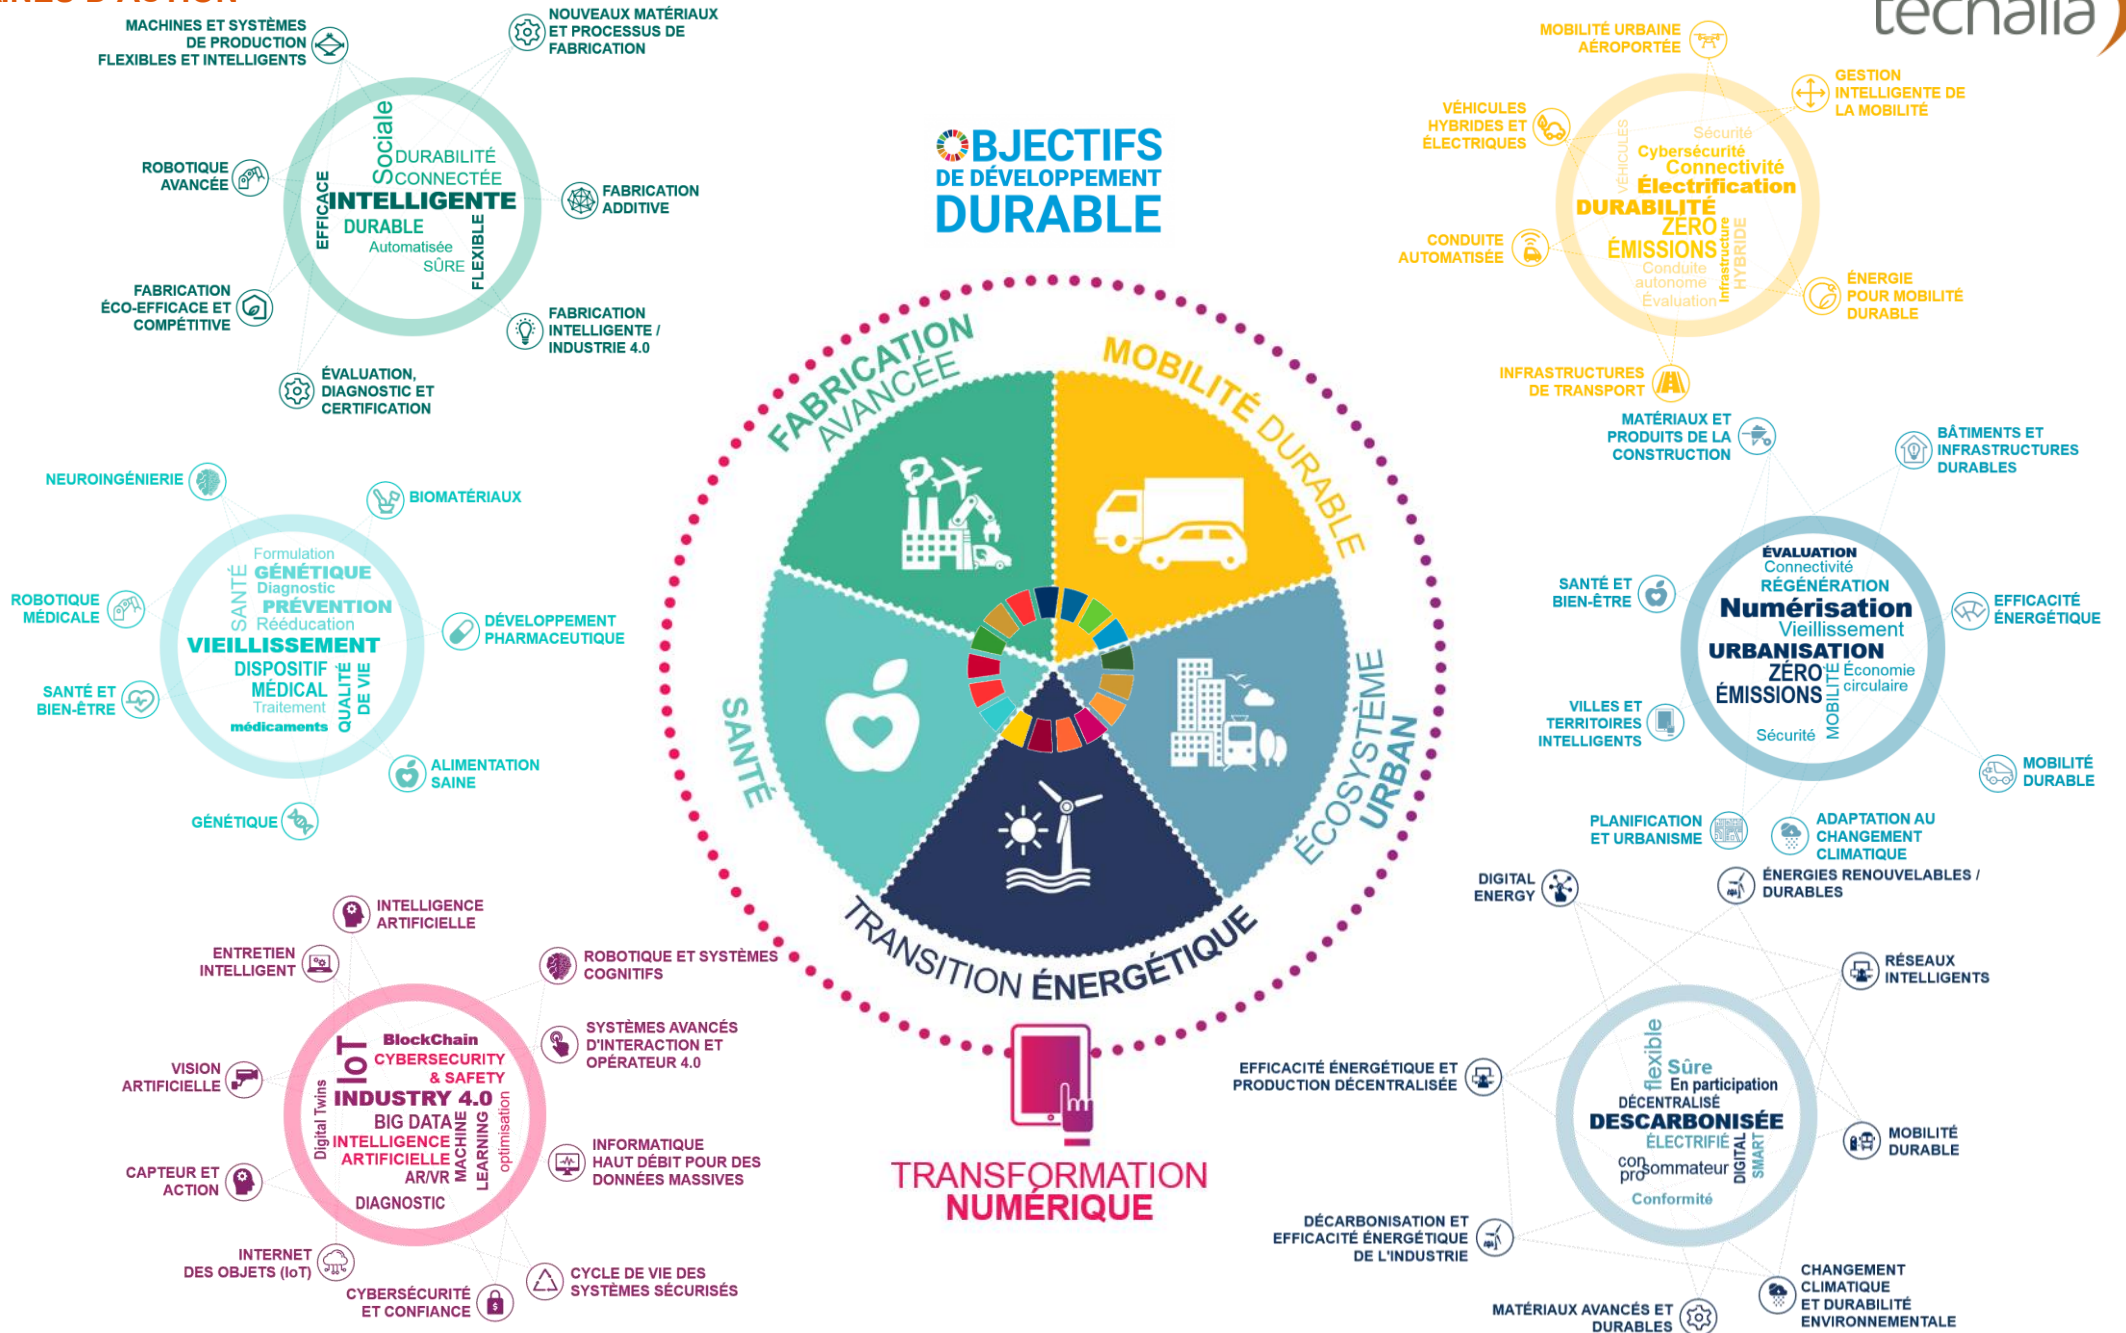 D'ACTION
tecnalia
MACHINES ET SYSTÈMES
DE PRODUCTION
FLEXIBLES ET INTELLIGENTS
NOUVEAUX MATÉRIAUX
ET PROCESSUS DE
FABRICATION
ROBOTIQUE
AVANCÉE
FABRICATION
ADDITIVE
FABRICATION
ÉCO-EFFICACE ET
COMPÉTITIVE
FABRICATION
INTELLIGENTE /
INDUSTRIE 4.0
ÉVALUATION,
DIAGNOSTIC ET
CERTIFICATION
Sociale
DURABILITÉ
CONNECTÉE
EFFICACE
INTELLIGENTE
DURABLE
Automatisée
SÛRE
FLEXIBLE
OBJECTIFS
DE DÉVELOPPEMENT
DURABLE
MOBILITÉ URBAINE
AÉROPORTÉE
GESTION
INTELLIGENTE DE
LA MOBILITÉ
VÉHICULES
HYBRIDES ET
ÉLECTRIQUES
CONDUITE
AUTOMATISÉE
ÉNERGIE
POUR MOBILITÉ
DURABLE
INFRASTRUCTURES
DE TRANSPORT
VÉHICULES
Sécurité
Cybersécurité
Connectivité
Électrification
DURABILITÉ
ZÉRO
ÉMISSIONS
Infrastructure
HYBRIDE
Conduite
autonome
Évaluation
FABRICATION
AVANCÉE
MOBILITÉ DURABLE
SANTÉ
ÉCOSYSTÈME
URBAN
TRANSITION ÉNERGÉTIQUE
TRANSFORMATION
NUMÉRIQUE
NEUROINGÉNIERIE
BIOMATÉRIAUX
ROBOTIQUE
MÉDICALE
DÉVELOPPEMENT
PHARMACEUTIQUE
SANTÉ ET
BIEN-ÊTRE
ALIMENTATION
SAINE
GÉNÉTIQUE
Formulation
SANTÉ
GÉNÉTIQUE
Diagnostic
PRÉVENTION
Rééducation
VIEILLISSEMENT
DISPOSITIF
MÉDICAL
Traitement
médicaments
QUALITÉ
DE VIE
MATÉRIAUX ET
PRODUITS DE LA
CONSTRUCTION
BÂTIMENTS ET
INFRASTRUCTURES
DURABLES
SANTÉ ET
BIEN-ÊTRE
EFFICACITÉ
ÉNERGÉTIQUE
VILLES ET
TERRITOIRES
INTELLIGENTS
MOBILITÉ
DURABLE
PLANIFICATION
ET URBANISME
ADAPTATION AU
CHANGEMENT
CLIMATIQUE
ÉVALUATION
Connectivité
RÉGÉNÉRATION
Numérisation
Vieillissement
URBANISATION
ZÉRO
ÉMISSIONS
MOBILITÉ
Économie
circulaire
Sécurité
INTELLIGENCE
ARTIFICIELLE
ENTRETIEN
INTELLIGENT
ROBOTIQUE ET SYSTÈMES
COGNITIFS
SYSTÈMES AVANCÉS
D'INTERACTION ET
OPÉRATEUR 4.0
VISION
ARTIFICIELLE
INFORMATIQUE
HAUT DÉBIT POUR DES
DONNÉES MASSIVES
CAPTEUR ET
ACTION
INTERNET
DES OBJETS (IoT)
CYBERSÉCURITÉ
ET CONFIANCE
CYCLE DE VIE DES
SYSTÈMES SÉCURISÉS
IoT
BlockChain
CYBERSECURITY
& SAFETY
Digital Twins
INDUSTRY 4.0
BIG DATA
INTELLIGENCE
ARTIFICIELLE
AR/VR
MACHINE
LEARNING
optimisation
DIAGNOSTIC
DIGITAL
ENERGY
ÉNERGIES RENOUVELABLES /
DURABLES
RÉSEAUX
INTELLIGENTS
EFFICACITÉ ÉNERGÉTIQUE ET
PRODUCTION DÉCENTRALISÉE
MOBILITÉ
DURABLE
DÉCARBONISATION ET
EFFICACITÉ ÉNERGÉTIQUE
DE L'INDUSTRIE
CHANGEMENT
CLIMATIQUE
ET DURABILITÉ
ENVIRONNEMENTALE
MATÉRIAUX AVANCÉS ET
DURABLES
flexible
Sûre
En participation
DÉCENTRALISÉ
DESCARBONISÉE
ÉLECTRIFIÉ
con
pro
sommateur
DIGITAL
SMART
Conformité